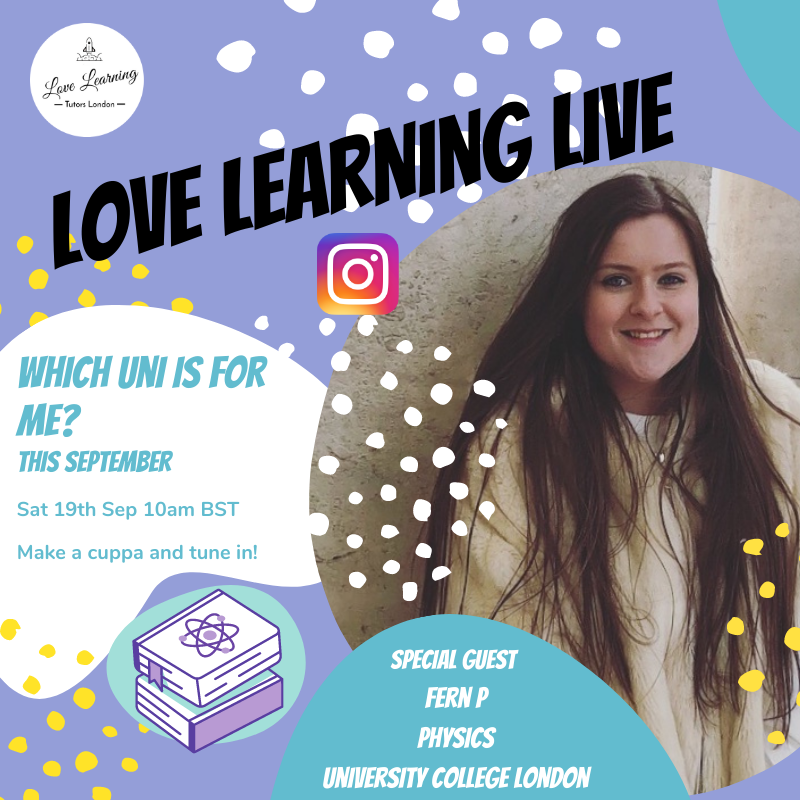 Love Learning
Tutors London
LOVE LEARNING LIVE
WHICH UNI IS FOR
ME?
THIS SEPTEMBER
Sat 19th Sep 10am BST
Make a cuppa and tune in!
SPECIAL GUEST
FERN P
PHYSICS
UNIVERSITY COLLEGE LONDON